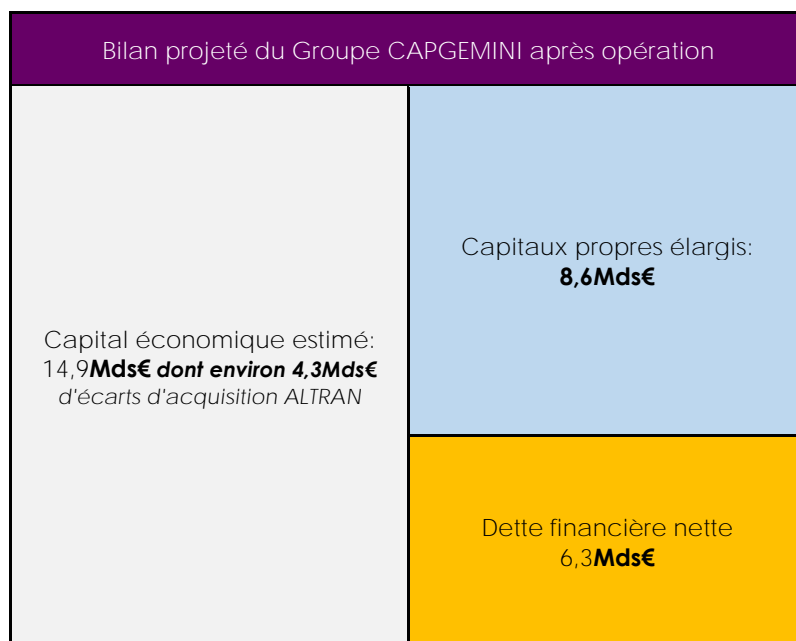 Bilan projeté du Groupe CAPGEMINI après opération
Capital économique estimé:
14,9Mds€ dont environ 4,3Mds€
d'écarts d'acquisition ALTRAN
Capitaux propres élargis:
8,6Mds€
Dette financière nette
6,3Mds€